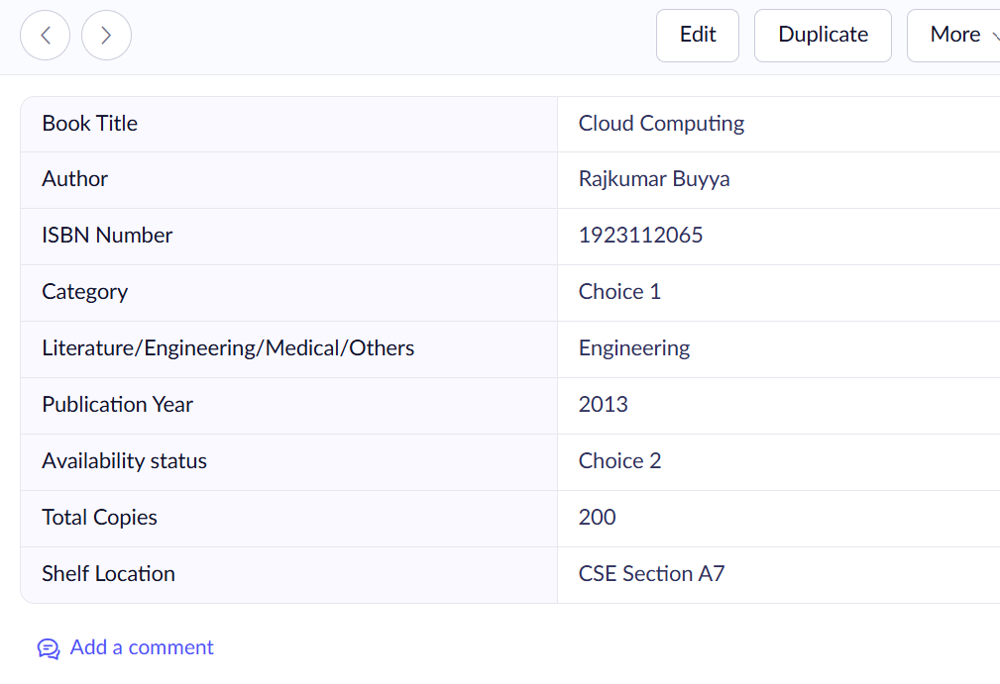 Edit Duplicate More
Book Title Cloud Computing
Author Rajkumar Buyya
ISBN Number 1923112065
Category Choice 1
Literature/Engineering/Medical/Others Engineering
Publication Year 2013
Availability status Choice 2
Total Copies 200
Shelf Location CSE Section A7
Add a comment